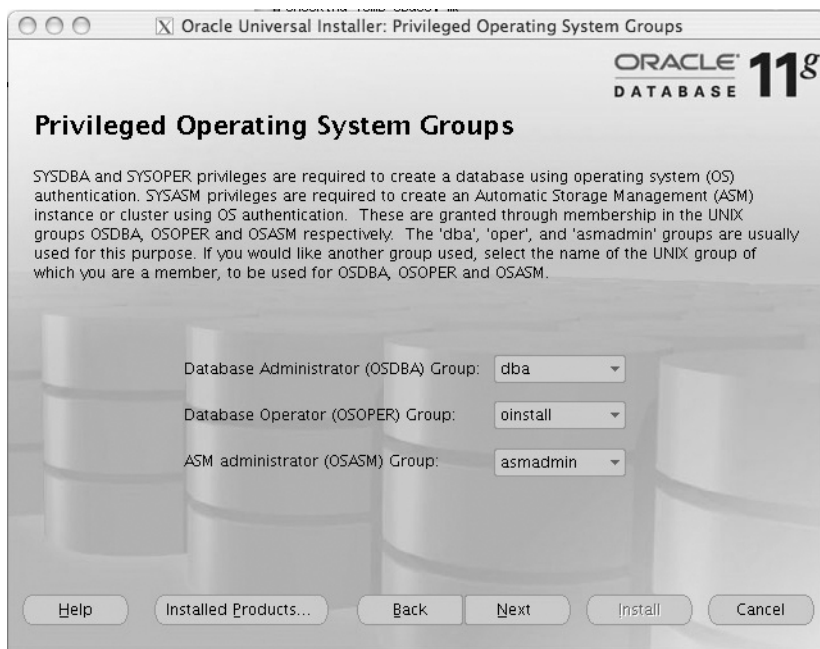 Oracle Universal Installer: Privileged Operating System Groups
ORACLE
DATABASE 11g
Privileged Operating System Groups
SYSDBA and SYSOPER privileges are required to create a database using operating system (OS)
authentication. SYSASM privileges are required to create an Automatic Storage Management (ASM)
instance or cluster using OS authentication. These are granted through membership in the UNIX
groups OSDBA, OSOPER and OSASM respectively. The 'dba', 'oper', and 'asmadmin' groups are usually
used for this purpose. If you would like another group used, select the name of the UNIX group of
which you are a member, to be used for OSDBA, OSOPER and OSASM.
Database Administrator (OSDBA) Group: dba
Database Operator (OSOPER) Group: oinstall
ASM administrator (OSASM) Group: asmadmin
Help Installed Products... Back Next Install Cancel